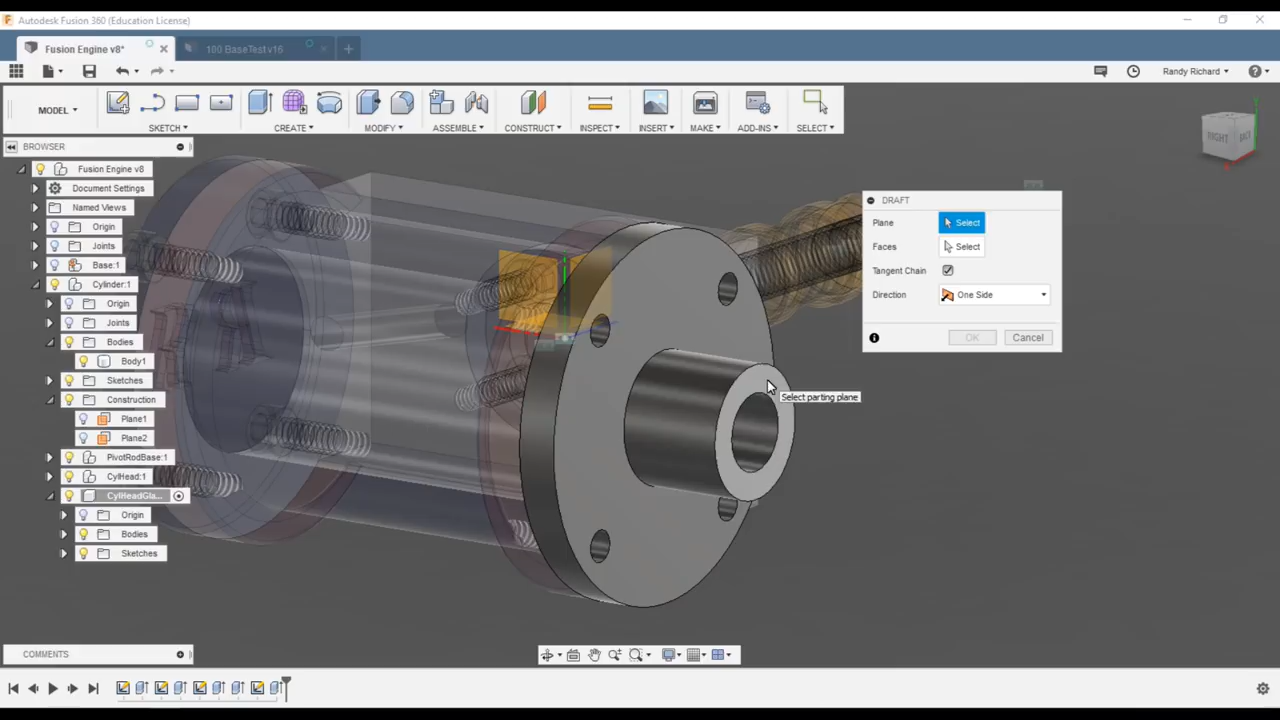 Autodesk Fusion 360 (Education License)
Fusion Engine v8*
100 BaseTest v16
Randy Richard
MODEL
SKETCH
CREATE
MODIFY
ASSEMBLE
CONSTRUCT
INSPECT
INSERT
MAKE
ADD-INS
SELECT
RIGHT
BROWSER
Fusion Engine v8
Document Settings
Named Views
Origin
Joints
Base:1
Cylinder:1
Origin
Joints
Bodies
Body1
Sketches
Construction
Plane1
Plane2
PivotRodBase:1
CylHead:1
CylHeadGla...
Origin
Bodies
Sketches
DRAFT
Plane Select
Faces Select
Tangent Chain
Direction One Side
OK Cancel
Select parting plane
COMMENTS